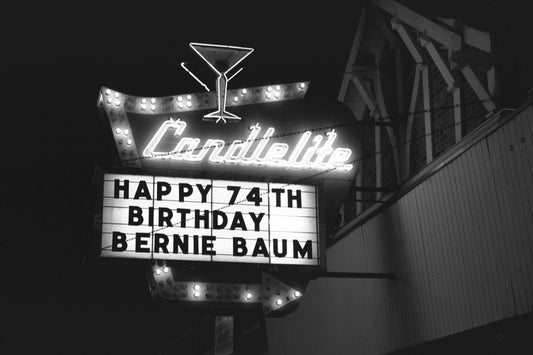 Candlelite
HAPPY 74TH
BIRTHDAY
BERNIE BAUM